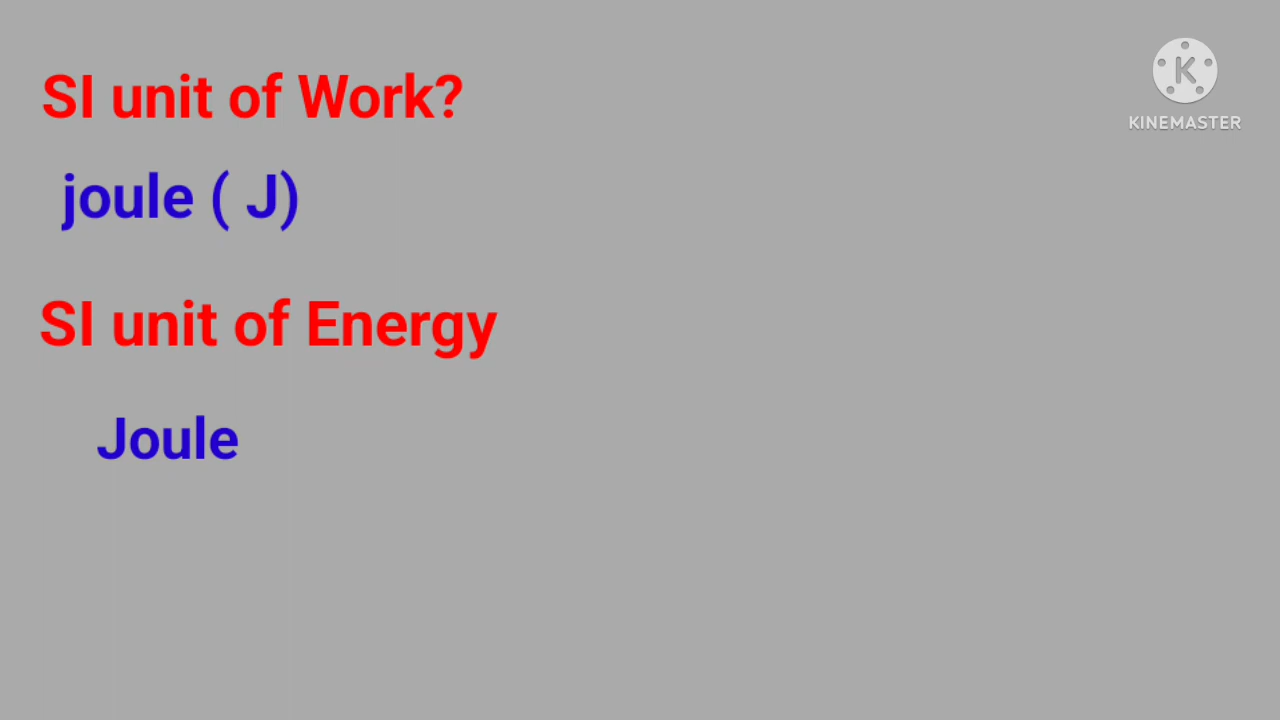 SI unit of Work?
KINEMASTER
joule ( J)
SI unit of Energy
Joule